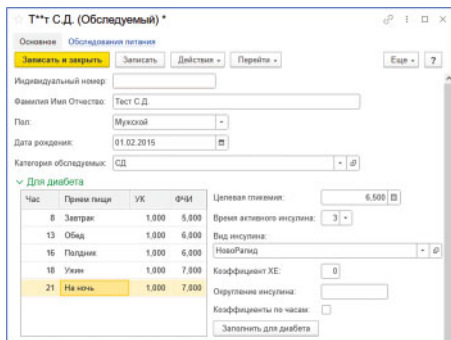 Т**т С.Д. (Обследуемый) *
Основное Обследования питания
Записать и закрыть Записать Действия Перейти Еще ?
Индивидуальный номер:
Фамилия Имя Отчество: Тест С.Д.
Пол: Мужской
Дата рождения: 01.02.2015
Категория обследуемых: СД
Для диабета
Час Прием пищи УК ФЧИ
8 Завтрак 1,000 5,000
13 Обед 1,000 6,000
16 Полдник 1,000 6,000
18 Ужин 1,000 7,000
21 На ночь 1,000 7,000
Целевая гликемия: 6,500
Время активного инсулина: 3
Вид инсулина:
НовоРапид
Коэффициент ХЕ: 0
Округление инсулина:
Коэффициенты по часам:
Заполнить для диабета